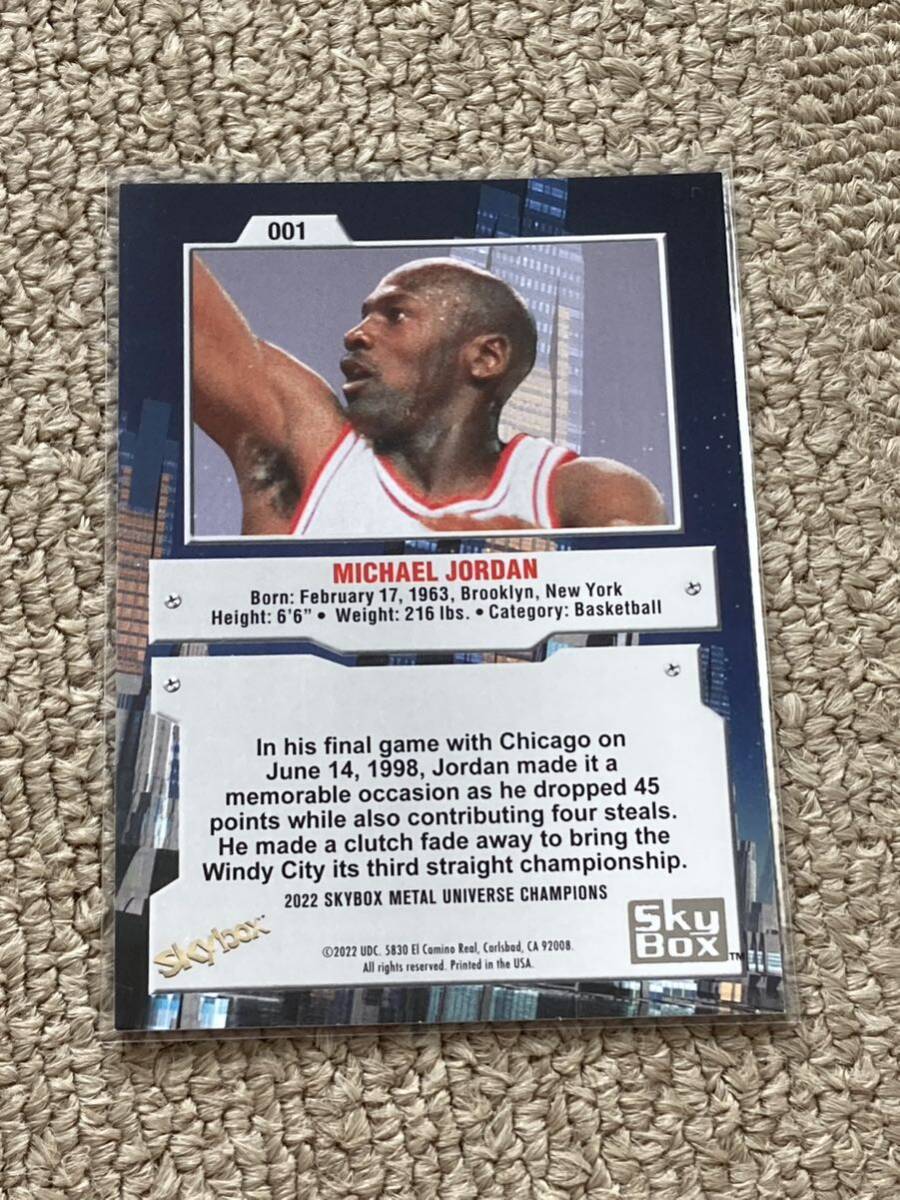 001
MICHAEL JORDAN
Born: February 17, 1963, Brooklyn, New York
Height: 6'6” • Weight: 216 lbs. • Category: Basketball
In his final game with Chicago on
June 14, 1998, Jordan made it a
memorable occasion as he dropped 45
points while also contributing four steals.
He made a clutch fade away to bring the
Windy City its third straight championship.
2022 SKYBOX METAL UNIVERSE CHAMPIONS
Skybox™
Sky
Box™
©2022 UDC. 5830 El Camino Real, Carlsbad, CA 92008.
All rights reserved. Printed in the USA.